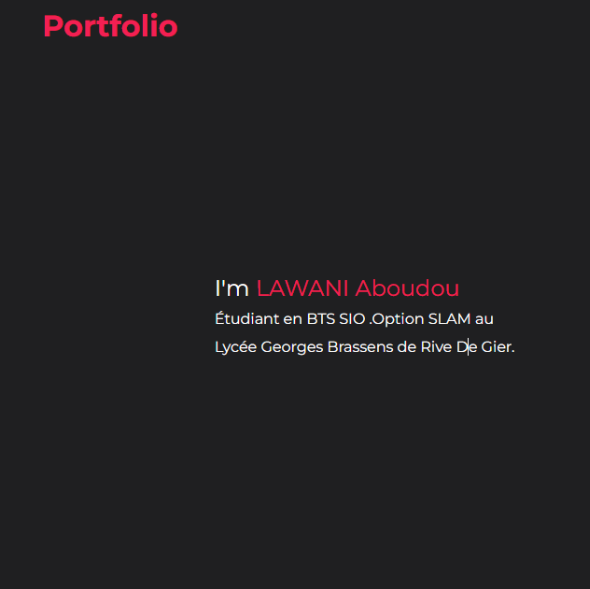 Portfolio
I'm LAWANI Aboudou
Étudiant en BTS SIO .Option SLAM au
Lycée Georges Brassens de Rive De Gier.